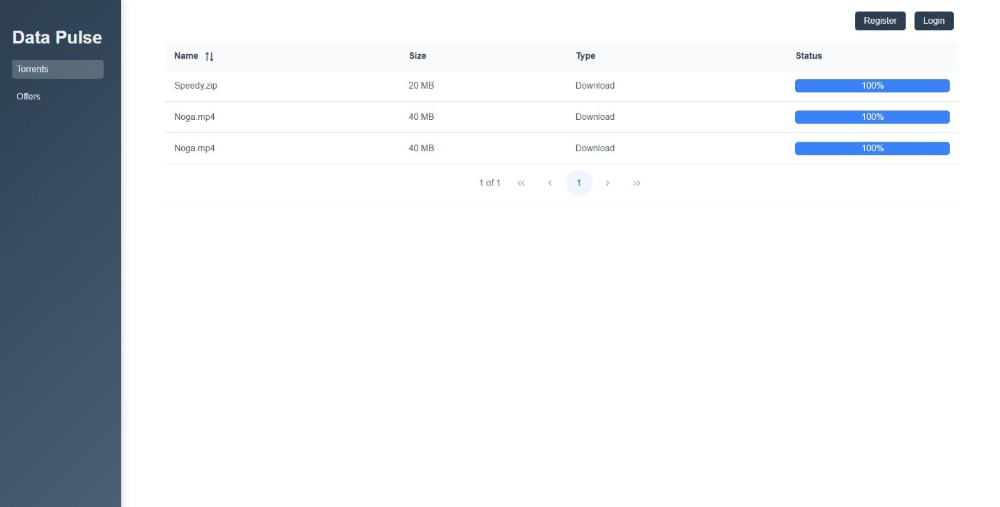 Data Pulse
Torrents
Offers
Register Login
Name Size Type Status
Speedy.zip 20 MB Download 100%
Noga.mp4 40 MB Download 100%
Noga.mp4 40 MB Download 100%
1 of 1 « ‹ 1 › »